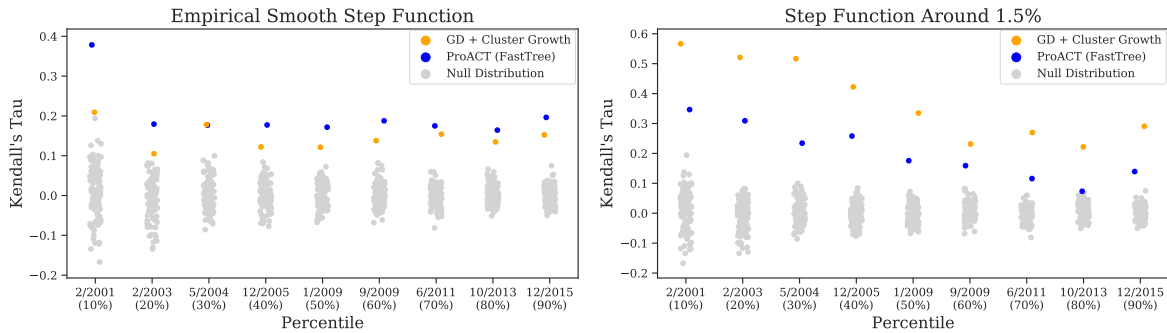 Empirical Smooth Step Function
Kendall's Tau
0.4
0.3
0.2
0.1
0.0
−0.1
−0.2
GD + Cluster Growth
ProACT (FastTree)
Null Distribution
2/2001 2/2003 5/2004 12/2005 1/2009 9/2009 6/2011 10/2013 12/2015
(10%) (20%) (30%) (40%) (50%) (60%) (70%) (80%) (90%)
Percentile
Step Function Around 1.5%
Kendall's Tau
0.6
0.5
0.4
0.3
0.2
0.1
0.0
−0.1
−0.2
GD + Cluster Growth
ProACT (FastTree)
Null Distribution
2/2001 2/2003 5/2004 12/2005 1/2009 9/2009 6/2011 10/2013 12/2015
(10%) (20%) (30%) (40%) (50%) (60%) (70%) (80%) (90%)
Percentile